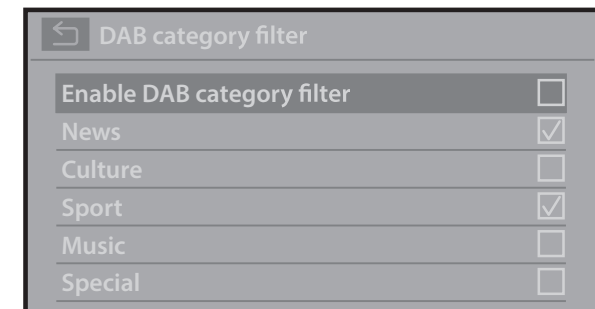 DAB category filter
Enable DAB category filter
News
Culture
Sport
Music
Special